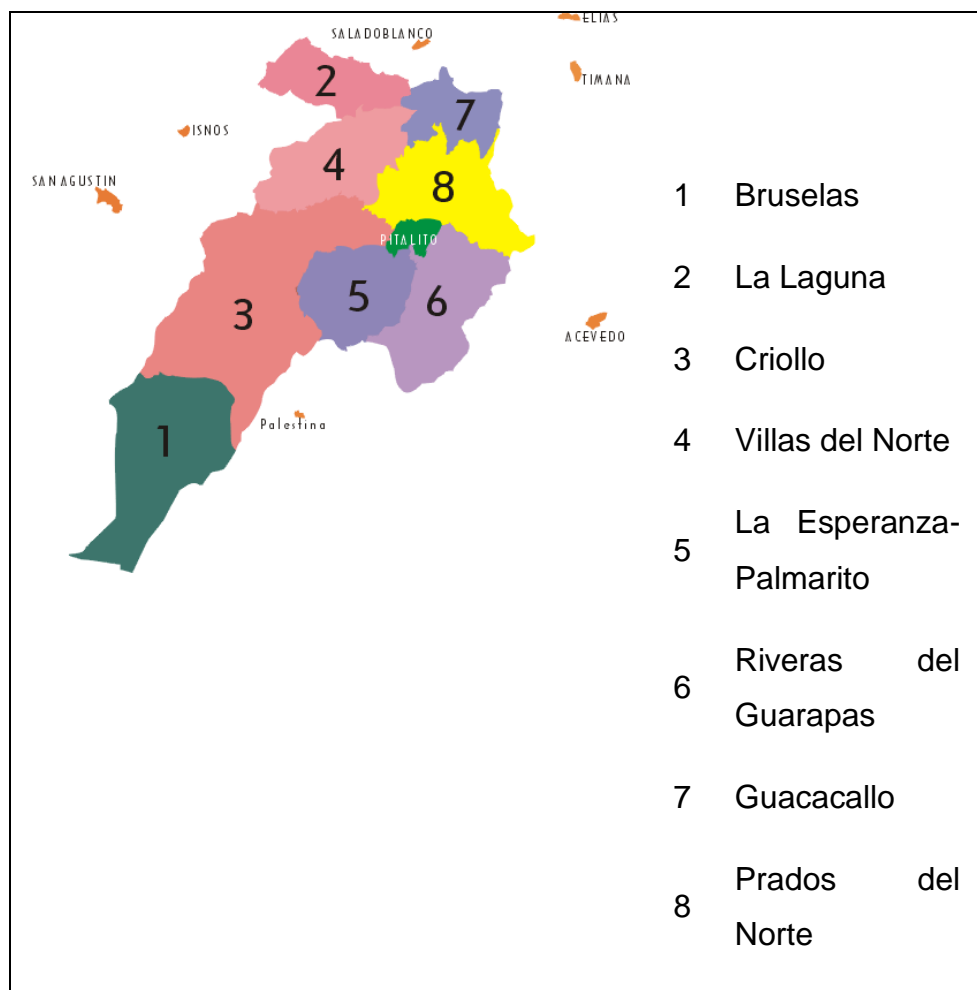 ELIAS
SALADOBLANCO
2
TIMANA
7
ISNOS
4
SAN AGUSTIN
8
PITALITO
5
6
3
ACEVEDO
Palestina
1
1 Bruselas
2 La Laguna
3 Criollo
4 Villas del Norte
5 La Esperanza-
Palmarito
6 Riveras del
Guarapas
7 Guacacallo
8 Prados del
Norte